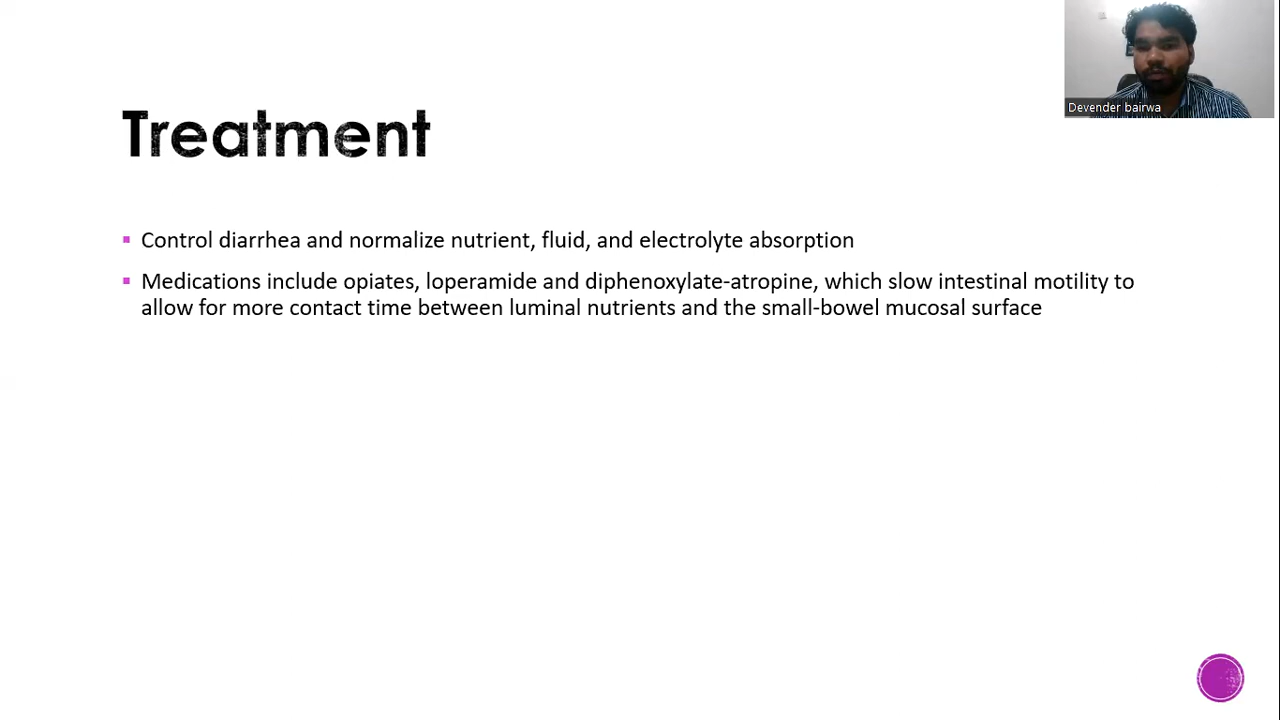 Devender bairwa
Treatment
Control diarrhea and normalize nutrient, fluid, and electrolyte absorption
Medications include opiates, loperamide and diphenoxylate-atropine, which slow intestinal motility to
allow for more contact time between luminal nutrients and the small-bowel mucosal surface